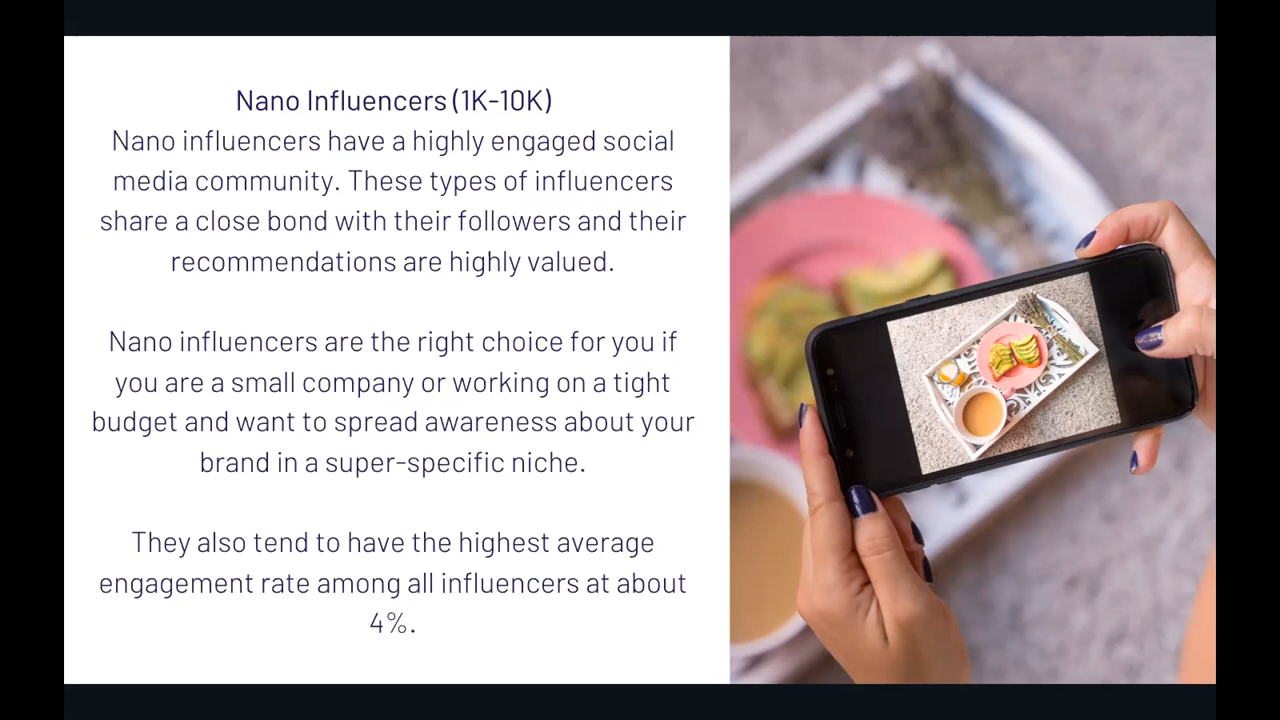 Nano Influencers (1K-10K)
Nano influencers have a highly engaged social
media community. These types of influencers
share a close bond with their followers and their
recommendations are highly valued.
Nano influencers are the right choice for you if
you are a small company or working on a tight
budget and want to spread awareness about your
brand in a super-specific niche.
They also tend to have the highest average
engagement rate among all influencers at about
4%.